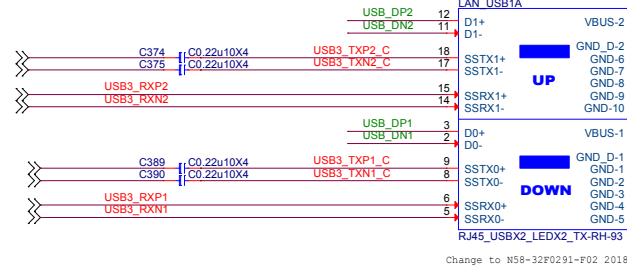 LAN_USB1A
USB_DP2 12 D1+ VBUS-2
USB_DN2 11 D1-
GND_D-2
C374 C0.22u10X4 USB3_TXP2_C 18 SSTX1+ GND-6
C375 C0.22u10X4 USB3_TXN2_C 17 SSTX1- GND-7
UP GND-8
USB3_RXP2 15 SSRX1+ GND-9
USB3_RXN2 14 SSRX1- GND-10
USB_DP1 3 D0+ VBUS-1
USB_DN1 2 D0-
GND_D-1
C389 C0.22u10X4 USB3_TXP1_C 9 SSTX0+ GND-1
C390 C0.22u10X4 USB3_TXN1_C 8 SSTX0- GND-2
DOWN GND-3
USB3_RXP1 6 SSRX0+ GND-4
USB3_RXN1 5 SSRX0- GND-5
RJ45_USBX2_LEDX2_TX-RH-93
Change to N58-32F0291-F02 2018